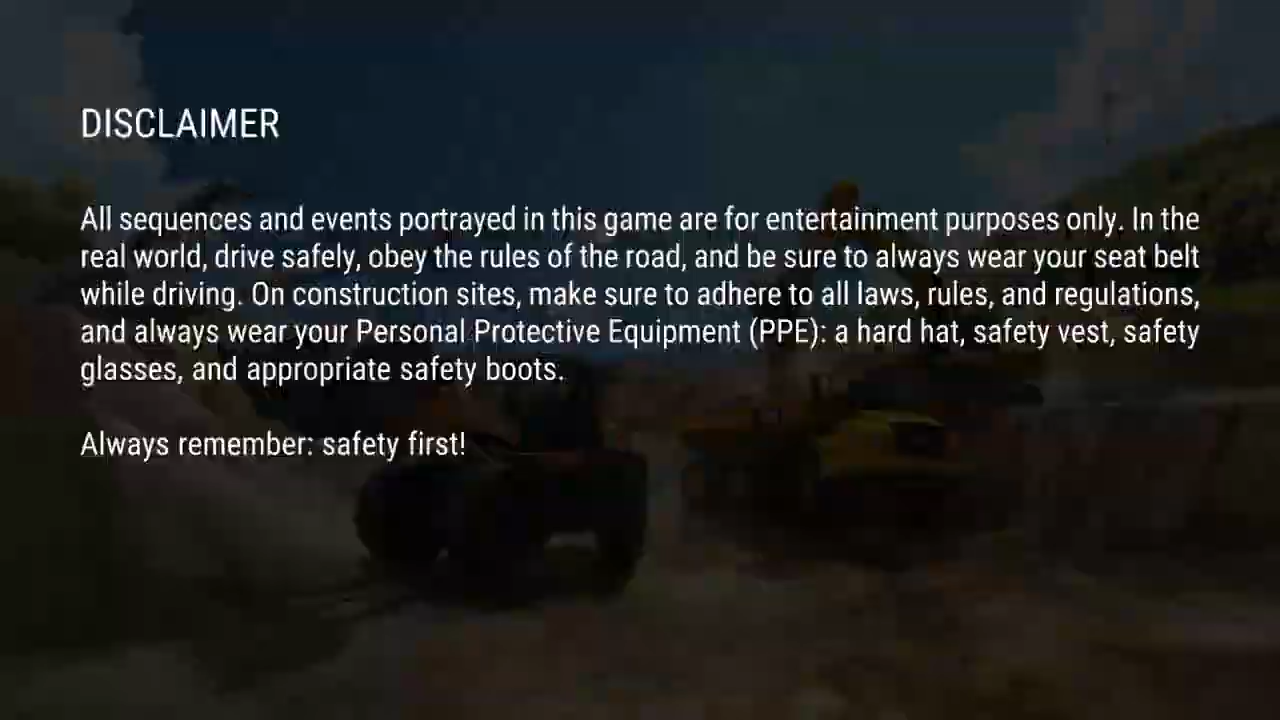 DISCLAIMER
All sequences and events portrayed in this game are for entertainment purposes only. In the
real world, drive safely, obey the rules of the road, and be sure to always wear your seat belt
while driving. On construction sites, make sure to adhere to all laws, rules, and regulations,
and always wear your Personal Protective Equipment (PPE): a hard hat, safety vest, safety
glasses, and appropriate safety boots.
Always remember: safety first!